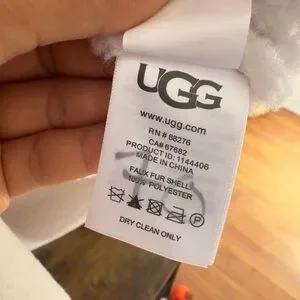 UGG
www.ugg.com
RN # 88276
CA# 67682
PRODUCT ID: 1144406
MADE IN CHINA
FAUX FUR SHELL:
100% POLYESTER
P
DRY CLEAN ONLY